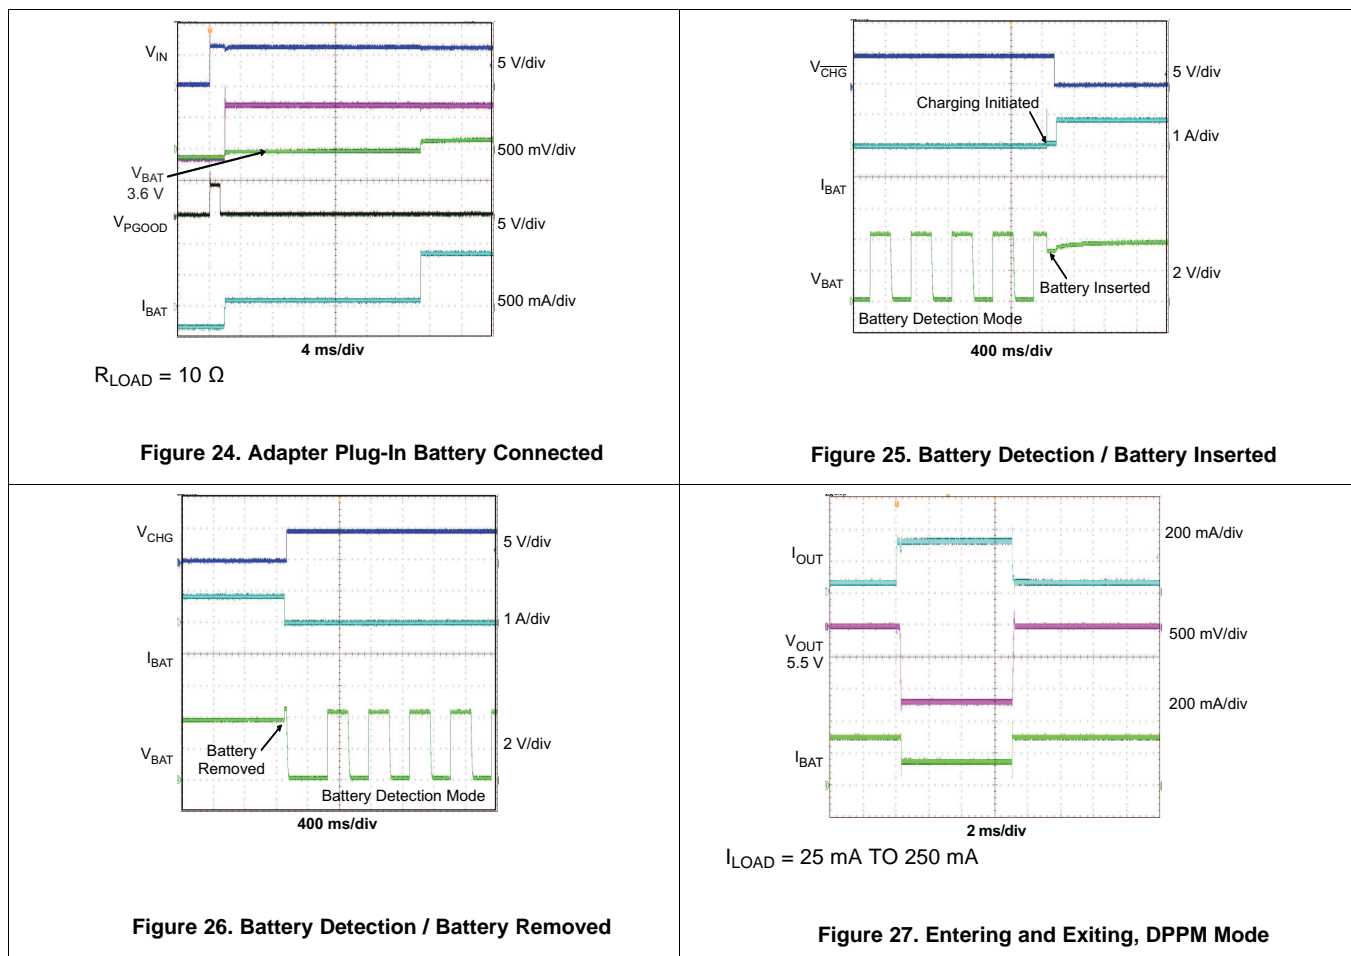 V_IN
5 V/div
500 mV/div
V_BAT
3.6 V
V_PGOOD
5 V/div
I_BAT
500 mA/div
4 ms/div
R_LOAD = 10 Ω
Figure 24. Adapter Plug-In Battery Connected
V_CHG
5 V/div
Charging Initiated
1 A/div
I_BAT
V_BAT
2 V/div
Battery Inserted
Battery Detection Mode
400 ms/div
Figure 25. Battery Detection / Battery Inserted
V_CHG
5 V/div
1 A/div
I_BAT
V_BAT
Battery
Removed
2 V/div
Battery Detection Mode
400 ms/div
Figure 26. Battery Detection / Battery Removed
200 mA/div
I_OUT
V_OUT
5.5 V
500 mV/div
200 mA/div
I_BAT
2 ms/div
I_LOAD = 25 mA TO 250 mA
Figure 27. Entering and Exiting, DPPM Mode